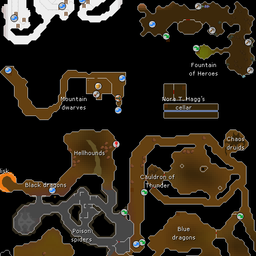 Fountain
of Heroes
Mountain
dwarves
Nora T. Hagg's
cellar
Chaos
druids
Hellhounds
Cauldron of
Thunder
Black dragons
Poison
spiders
Blue
dragons